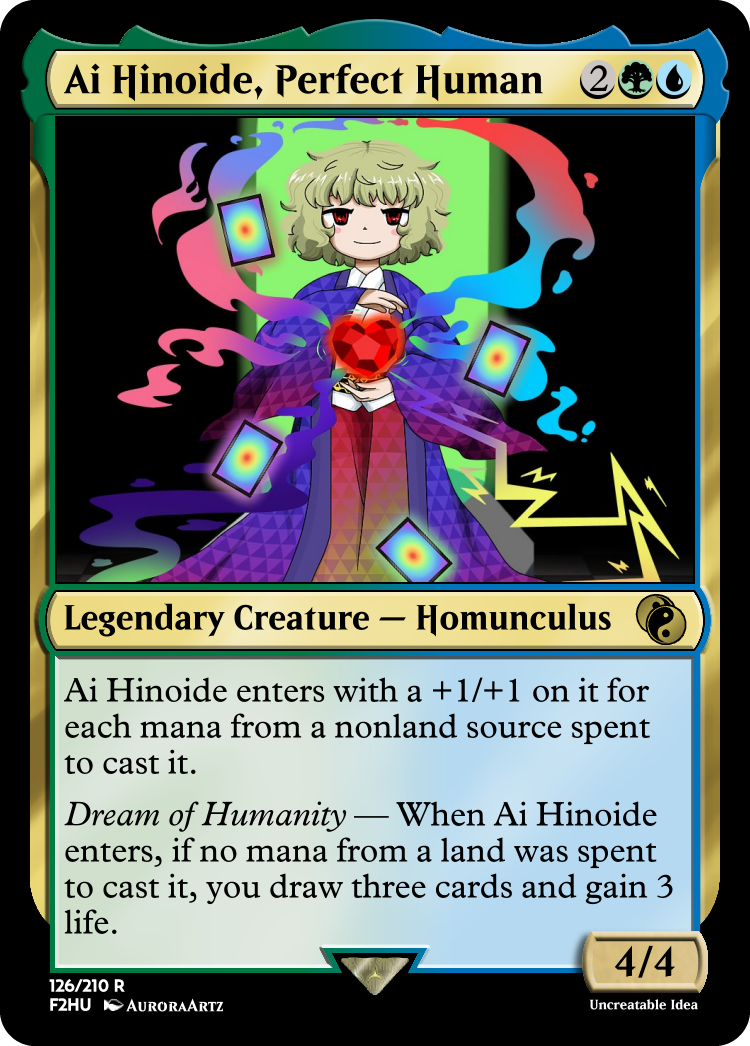 Ai Hinoide, Perfect Human 2
Legendary Creature — Homunculus
Ai Hinoide enters with a +1/+1 on it for
each mana from a nonland source spent
to cast it.
Dream of Humanity — When Ai Hinoide
enters, if no mana from a land was spent
to cast it, you draw three cards and gain 3
life.
4/4
126/210 R
F2HU AuroraArtz
Uncreatable Idea